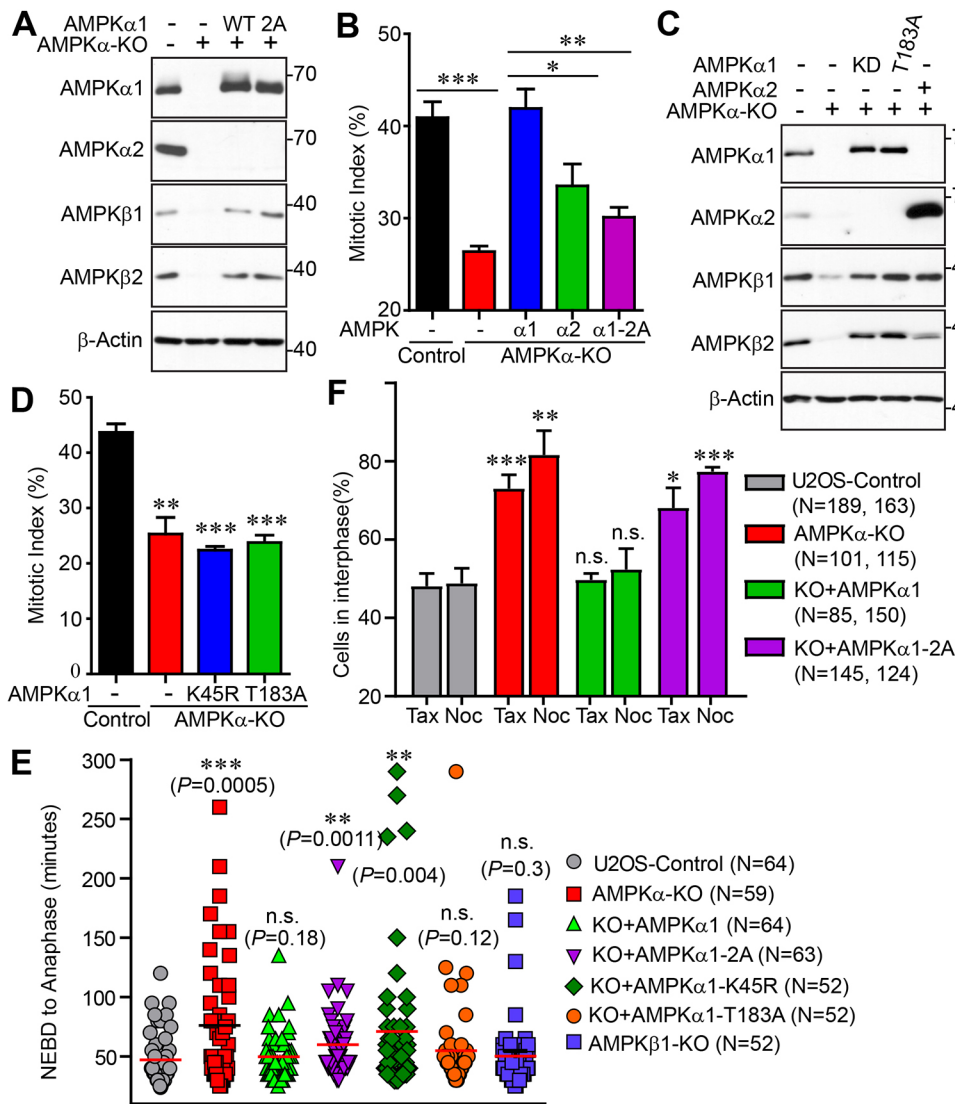 A
AMPKα1 - - WT 2A
AMPKα-KO - + + +
AMPKα1
70
AMPKα2
70
AMPKβ1
40
AMPKβ2
40
β-Actin
40
B
Mitotic Index (%)
40
30
20
***
*
**
AMPK - - α1 α2 α1-2A
Control AMPKα-KO
C
AMPKα1 - - KD T183A -
AMPKα2 - - - - +
AMPKα-KO - + + + +
AMPKα1
AMPKα2
AMPKβ1
4
AMPKβ2
4
β-Actin
4
D
Mitotic Index (%)
50
40
30
20
10
0
** *** ***
AMPKα1 - - K45R T183A
Control AMPKα-KO
F
Cells in interphase(%)
80
60
40
20
*** ** n.s. n.s. * ***
Tax Noc Tax Noc Tax Noc Tax Noc
U2OS-Control
(N=189, 163)
AMPKα-KO
(N=101, 115)
KO+AMPKα1
(N=85, 150)
KO+AMPKα1-2A
(N=145, 124)
E
NEBD to Anaphase (minutes)
300
250
200
150
100
50
***
(P=0.0005)
n.s.
(P=0.18)
**
(P=0.0011)
**
(P=0.004)
n.s.
(P=0.12)
n.s.
(P=0.3)
U2OS-Control (N=64)
AMPKα-KO (N=59)
KO+AMPKα1 (N=64)
KO+AMPKα1-2A (N=63)
KO+AMPKα1-K45R (N=52)
KO+AMPKα1-T183A (N=52)
AMPKβ1-KO (N=52)